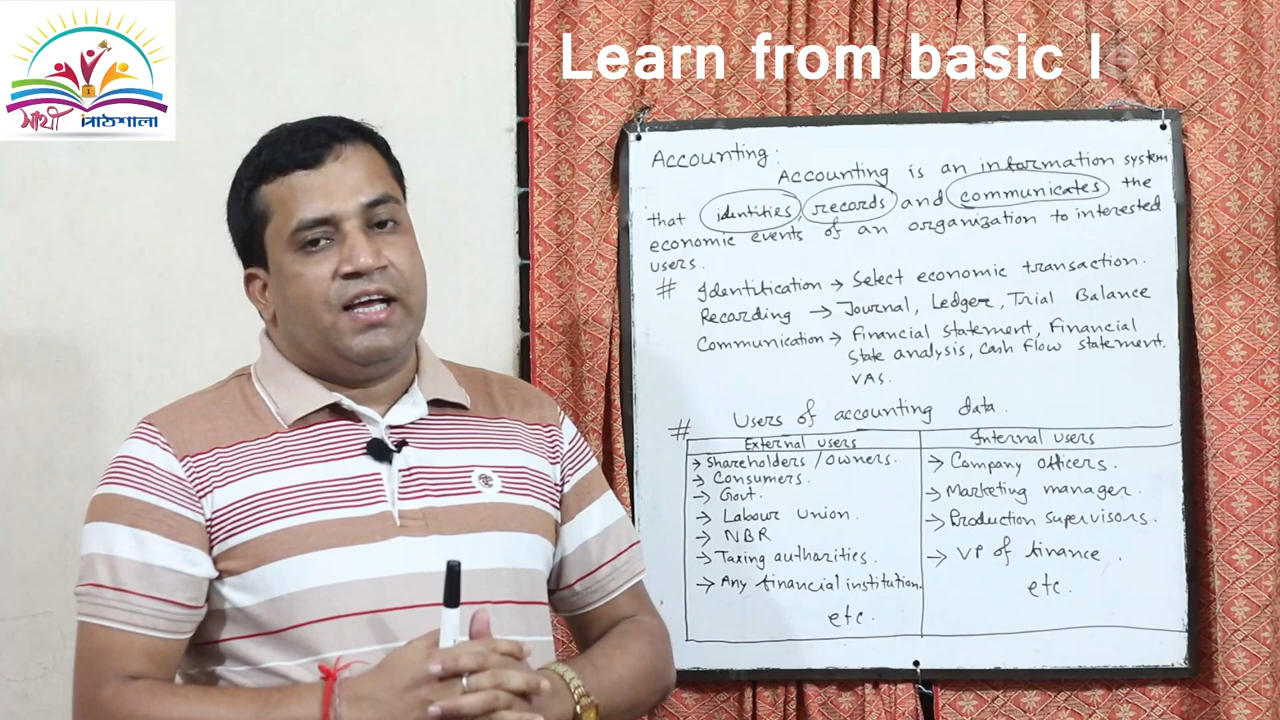 Learn from basic l
সাথী পাঠশালা
Accounting:
Accounting is an information system
that identifies, records and communicates the
economic events of an organization to interested
users.
# Identification → Select economic transaction.
Recording → Journal, Ledger, Trial Balance
Communication → Financial statement, Financial
state analysis, Cash flow statement.
VAS.
# Users of accounting data.
External users
→ Shareholders / owners.
→ Consumers.
→ Govt.
→ Labour union.
→ NBR
→ Taxing authorities.
→ Any financial institution.
etc.
Internal users
→ Company officers.
→ Marketing manager.
→ Production supervisors.
→ VP of finance.
etc.